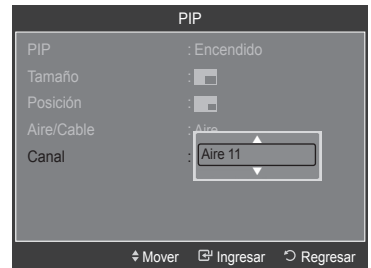 PIP
PIP : Encendido
Tamaño :
Posición :
Aire/Cable : Aire
Canal : Aire 11
Mover Ingresar Regresar